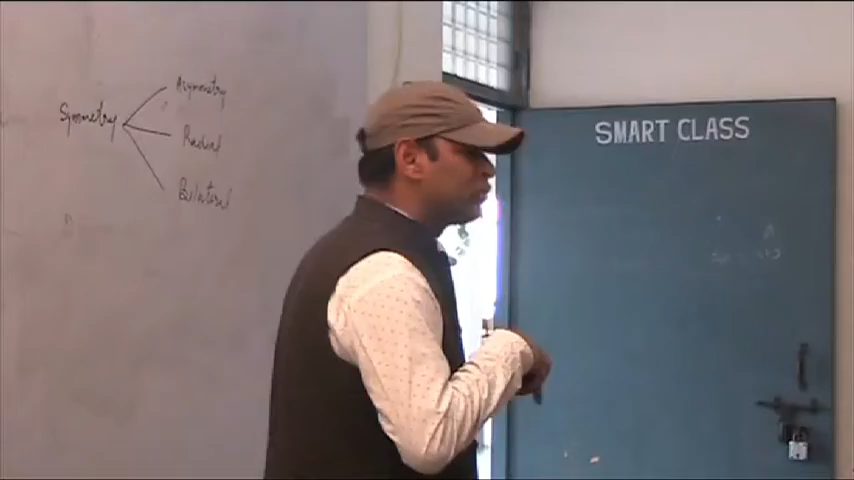 Asymmetry
Symmetry
Radial
Bilateral
SMART CLASS